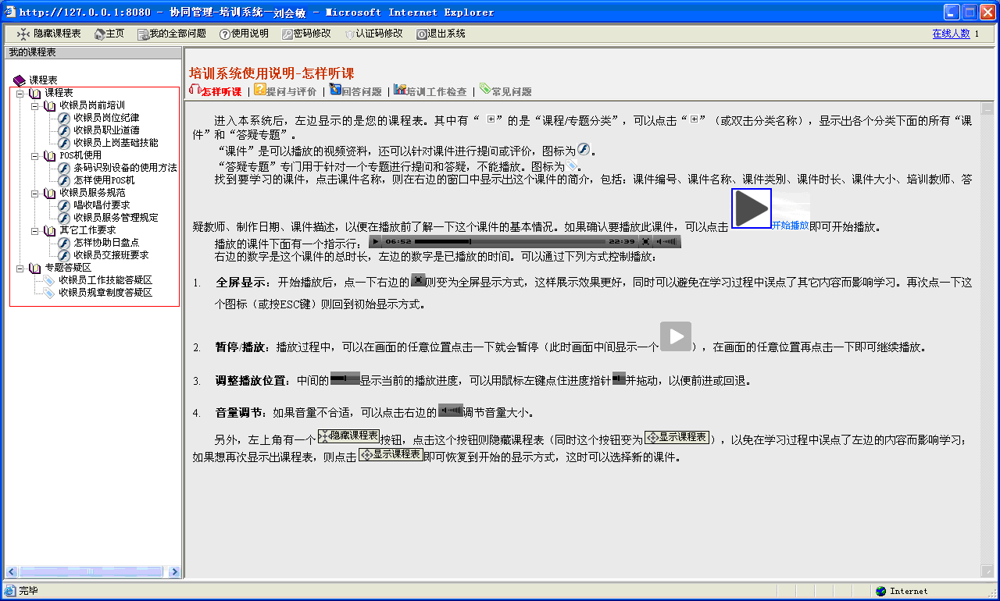 http://127.0.0.1:8080 - 协同管理-培训系统—刘会敏 - Microsoft Internet Explorer
隐藏课程表 主页 我的全部问题 使用说明 密码修改 认证码修改 退出系统 在线人数 1
我的课程表
课程表
课程表
收银员岗前培训
收银员岗位纪律
收银员职业道德
收银员上岗基础技能
POS机使用
条码识别设备的使用方法
怎样使用POS机
收银员服务规范
唱收唱付要求
收银员服务管理规定
其它工作要求
怎样协助日盘点
收银员交接班要求
专题答疑区
收银员工作技能答疑区
收银员规章制度答疑区
培训系统使用说明-怎样听课
怎样听课 | 提问与评价 | 回答问题 | 培训工作检查 | 常见问题
进入本系统后，左边显示的是您的课程表。其中有“ ”的是“课程/专题分类”，可以点击“ ”（或双击分类名称），显示出各个分类下面的所有“课
件”和“答疑专题”。
“课件”是可以播放的视频资料，还可以针对课件进行提问或评价，图标为 。
“答疑专题”专门用于针对一个专题进行提问和答疑，不能播放。图标为 。
找到要学习的课件，点击课件名称，则在右边的窗口中显示出这个课件的简介，包括：课件编号、课件名称、课件类别、课件时长、课件大小、培训教师、答
疑教师、制作日期、课件描述，以便在播放前了解一下这个课件的基本情况。如果确认要播放此课件，可以点击 开始播放即可开始播放。
播放的课件下面有一个指示行： 06:52 22:39
右边的数字是这个课件的总时长，左边的数字是已播放的时间。可以通过下列方式控制播放：
1. 全屏显示：开始播放后，点一下右边的 则变为全屏显示方式，这样展示效果更好，同时可以避免在学习过程中误点了其它内容而影响学习。再次点一下这
个图标（或按ESC键）则回到初始显示方式。
2. 暂停/播放：播放过程中，可以在画面的任意位置点击一下就会暂停（此时画面中间显示一个 ），在画面的任意位置再点击一下即可继续播放。
3. 调整播放位置：中间的 显示当前的播放进度，可以用鼠标左键点住进度指针 并拖动，以便前进或回退。
4. 音量调节：如果音量不合适，可以点击右边的 调节音量大小。
另外，左上角有一个 隐藏课程表 按钮，点击这个按钮则隐藏课程表（同时这个按钮变为 显示课程表 ），以免在学习过程中误点了左边的内容而影响学习；
如果想再次显示出课程表，则点击 显示课程表 即可恢复到开始的显示方式，这时可以选择新的课件。
完毕 Internet